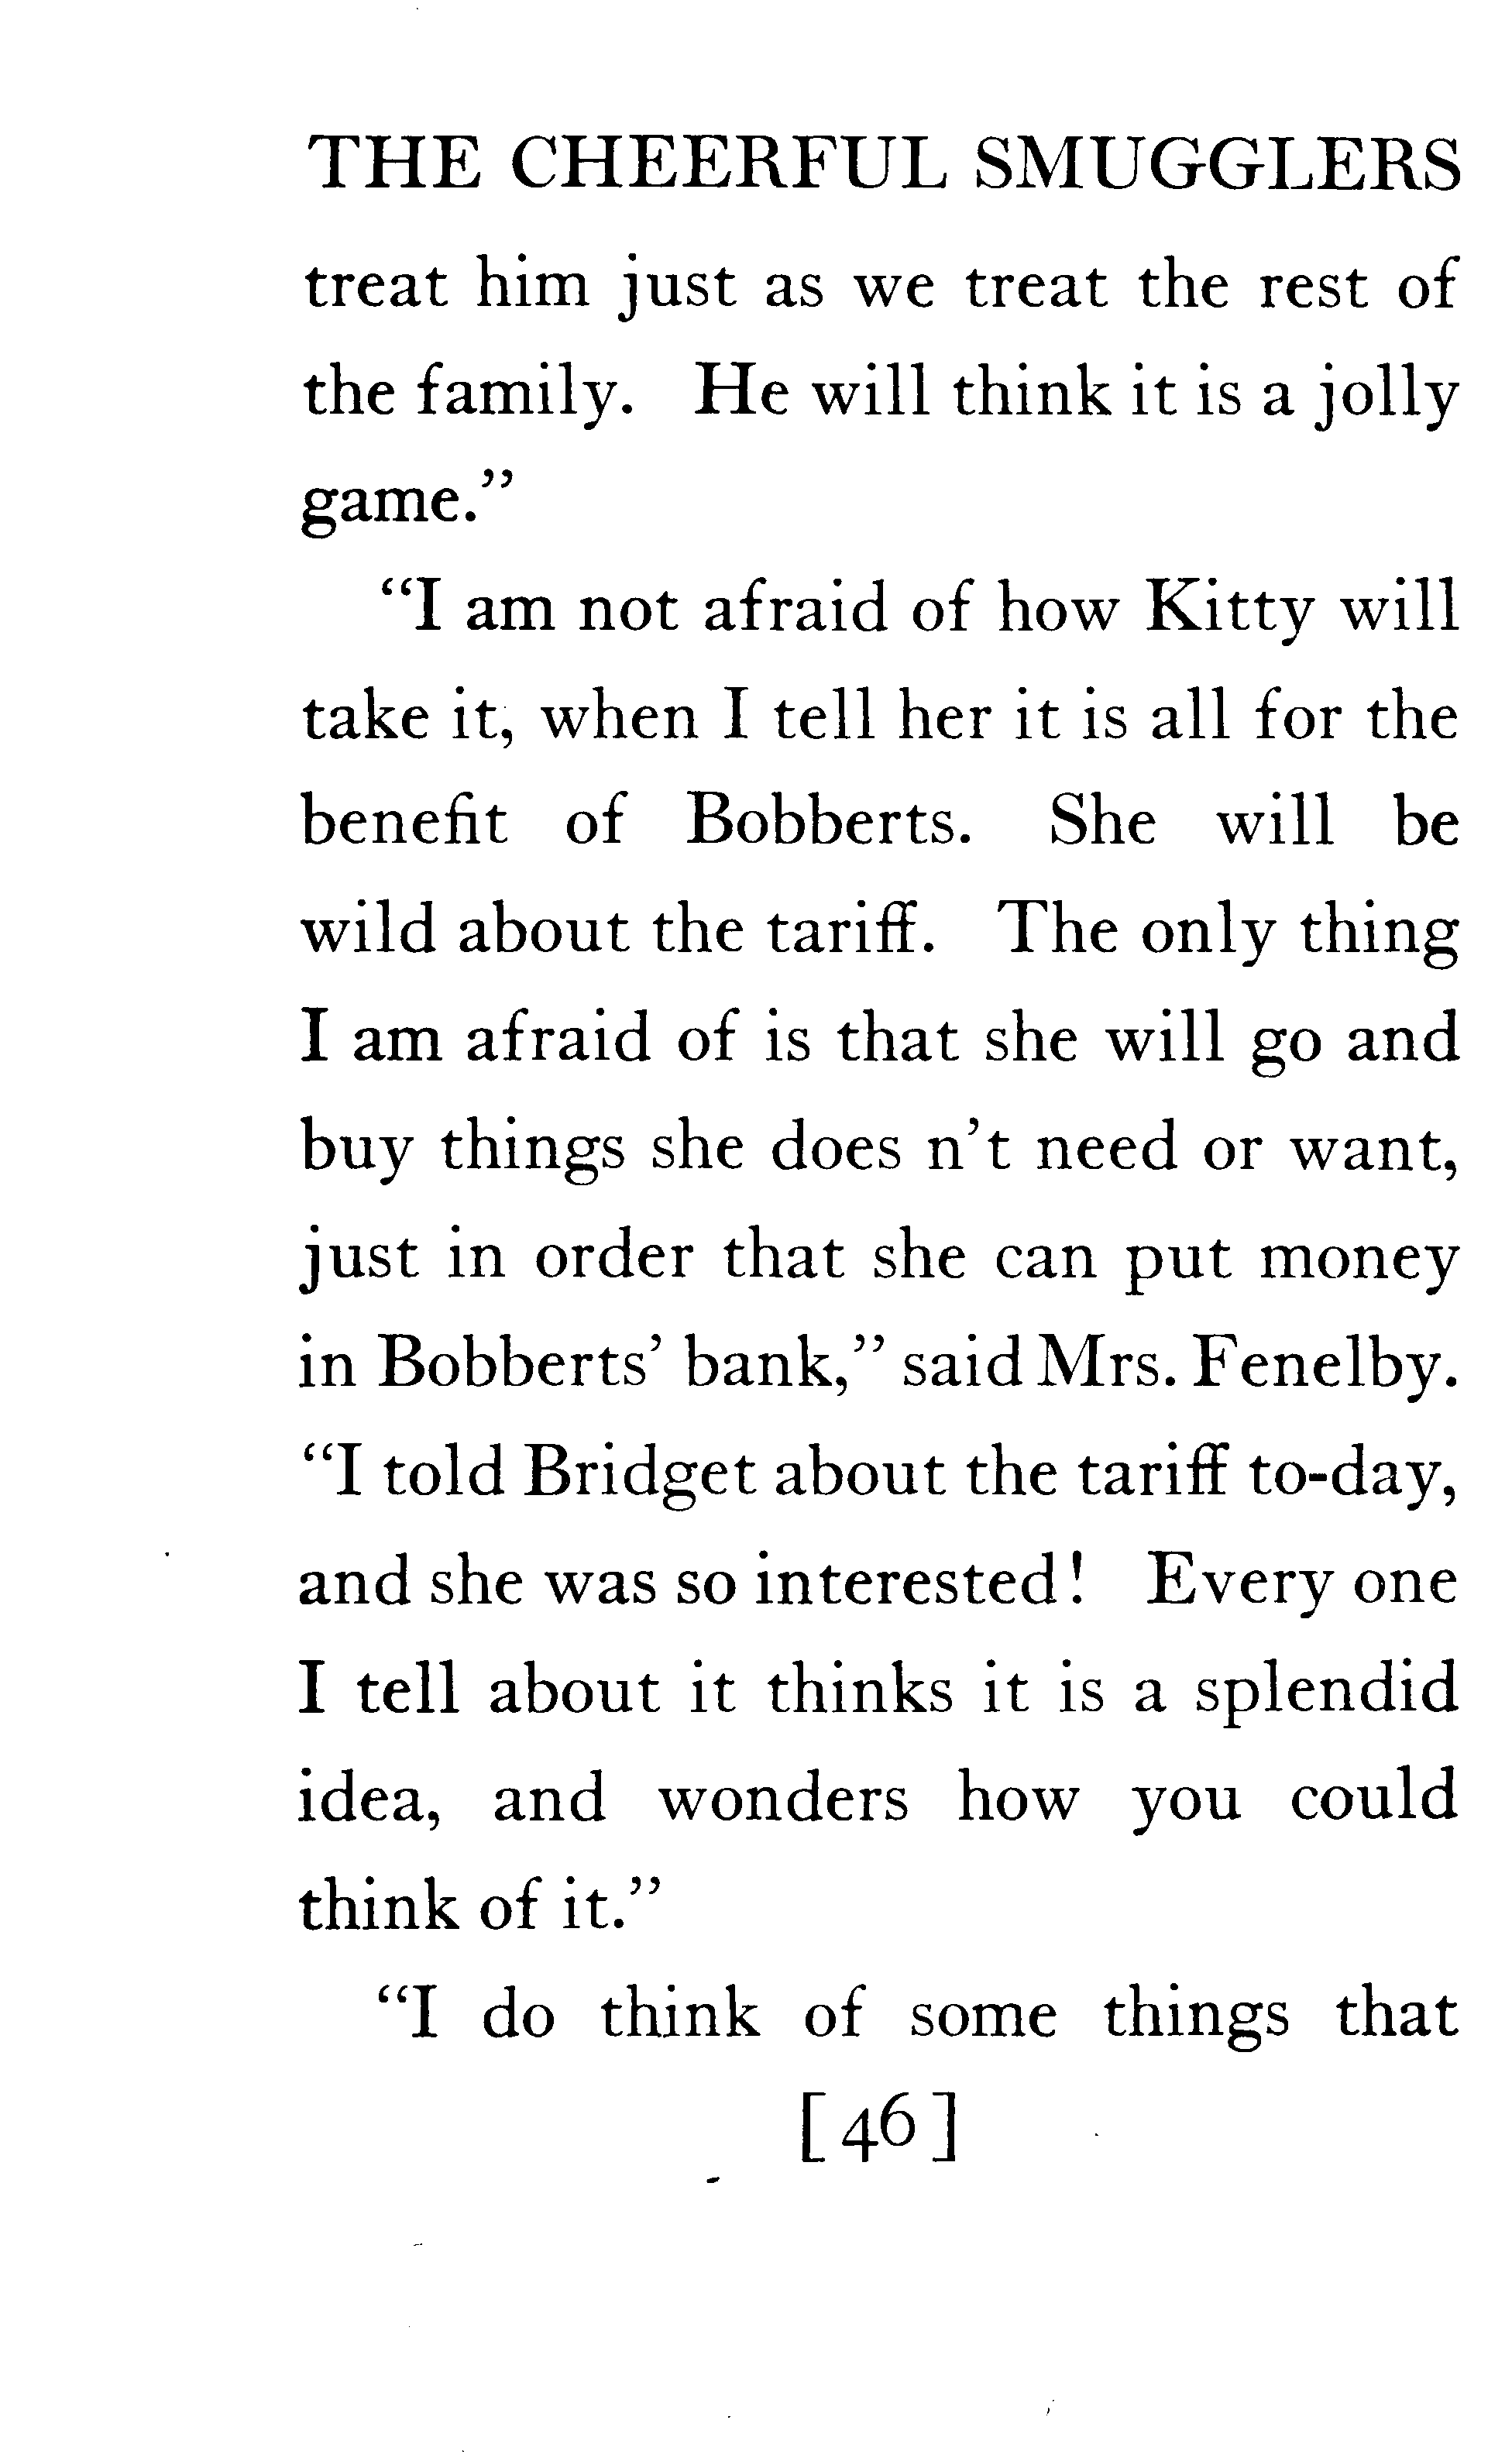 THE CHEERFUL SMUGGLERS
treat him just as we treat the rest of
the family. He will think it is a jolly
game.”
“I am not afraid of how Kitty will
take it, when I tell her it is all for the
benefit of Bobberts. She will be
wild about the tariff. The only thing
I am afraid of is that she will go and
buy things she does n’t need or want,
just in order that she can put money
in Bobberts’ bank,” said Mrs. Fenelby.
“I told Bridget about the tariff to-day,
and she was so interested! Every one
I tell about it thinks it is a splendid
idea, and wonders how you could
think of it.”
“I do think of some things that
[46]